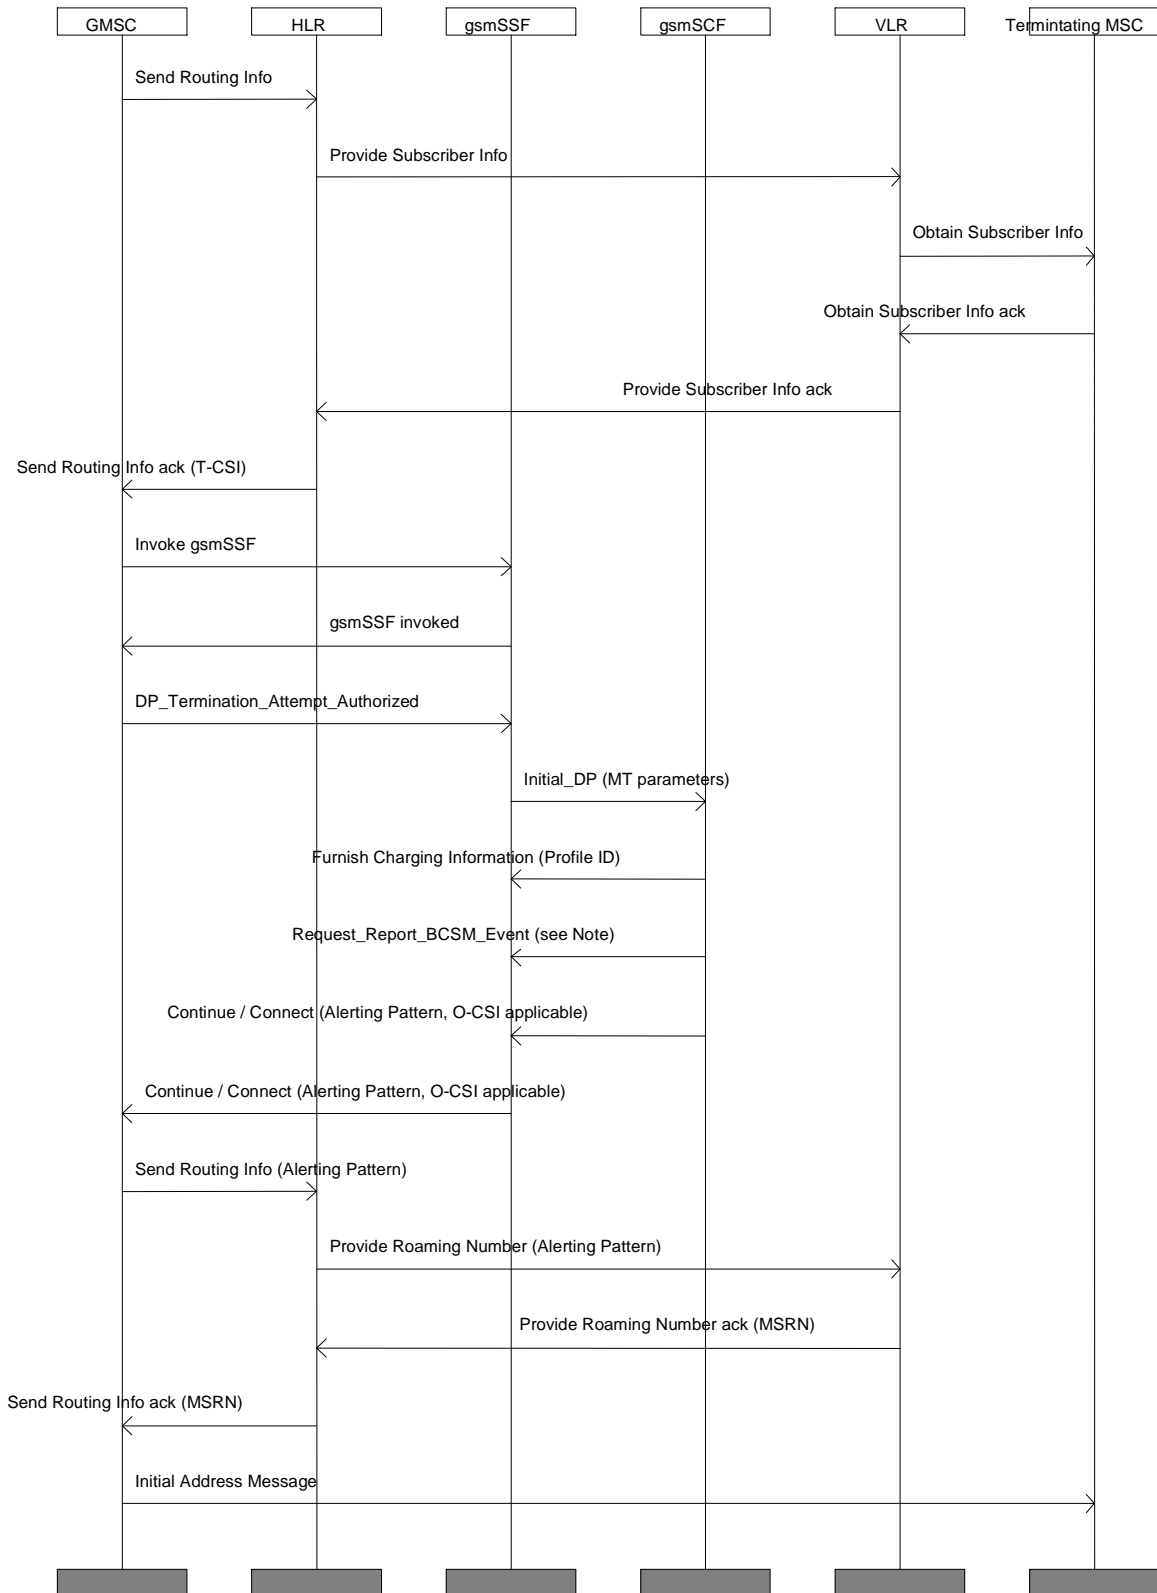 GMSC
HLR
gsmSSF
gsmSCF
VLR
Termintating MSC
Send Routing Info
Provide Subscriber Info
Obtain Subscriber Info
Obtain Subscriber Info ack
Provide Subscriber Info ack
Send Routing Info ack (T-CSI)
Invoke gsmSSF
gsmSSF invoked
DP_Termination_Attempt_Authorized
Initial_DP (MT parameters)
Furnish Charging Information (Profile ID)
Request_Report_BCSM_Event (see Note)
Continue / Connect (Alerting Pattern, O-CSI applicable)
Continue / Connect (Alerting Pattern, O-CSI applicable)
Send Routing Info (Alerting Pattern)
Provide Roaming Number (Alerting Pattern)
Provide Roaming Number ack (MSRN)
Send Routing Info ack (MSRN)
Initial Address Message